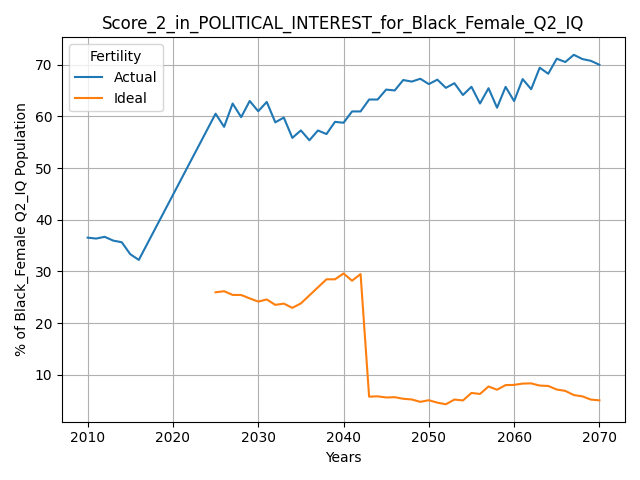 Score_2_in_POLITICAL_INTEREST_for_Black_Female_Q2_IQ
Fertility
Actual
Ideal
% of Black_Female Q2_IQ Population
70
60
50
40
30
20
10
2010 2020 2030 2040 2050 2060 2070
Years